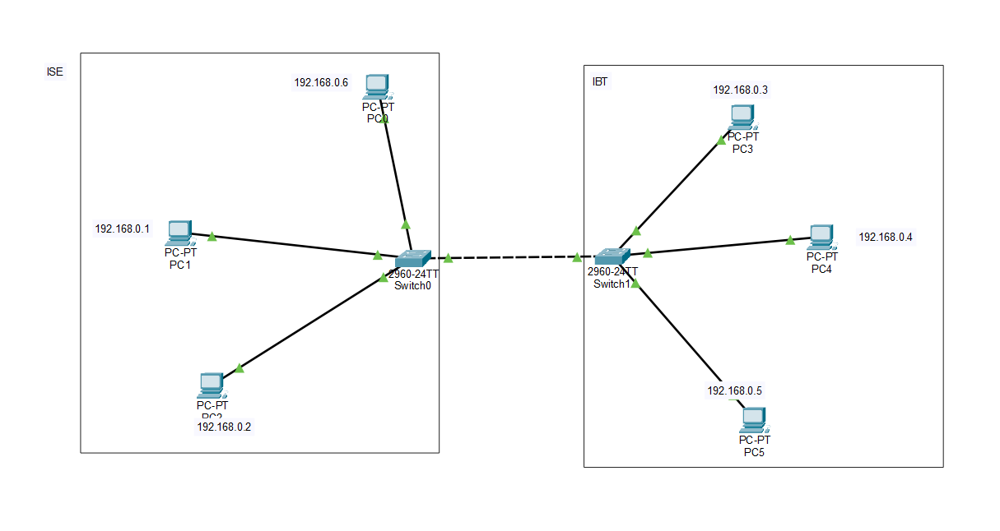 ISE
192.168.0.6
PC-PT
PC0
192.168.0.1
PC-PT
PC1
2960-24TT
Switch0
PC-PT
PC2
192.168.0.2
IBT
192.168.0.3
PC-PT
PC3
192.168.0.4
PC-PT
PC4
2960-24TT
Switch1
192.168.0.5
PC-PT
PC5